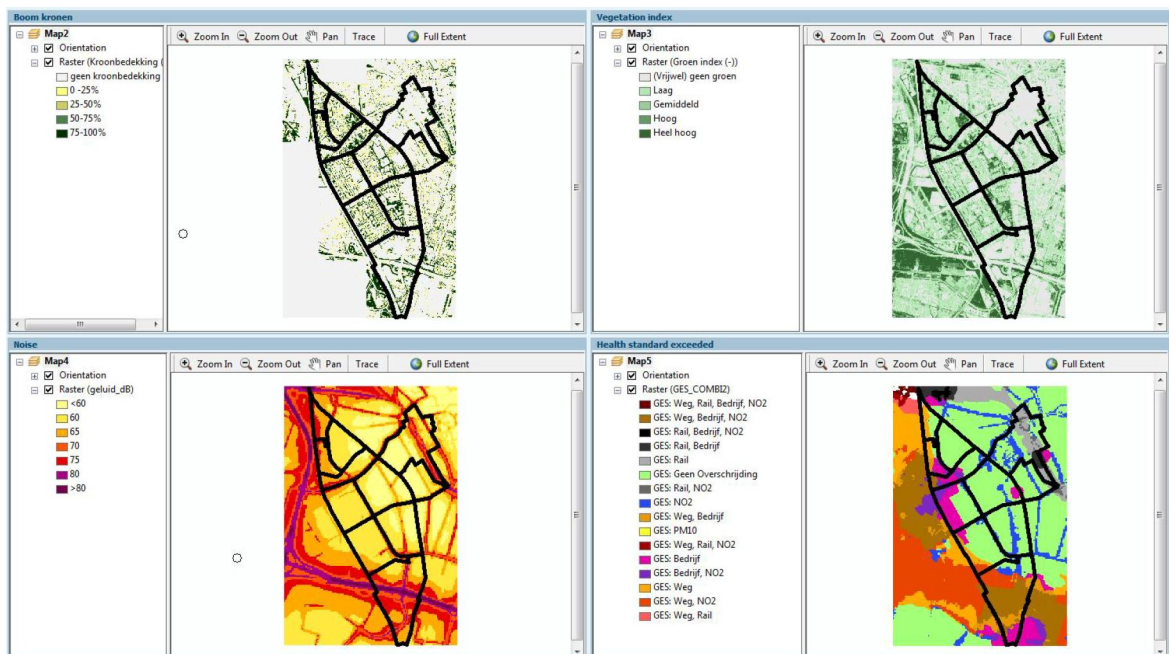 Boom kronen
Map2
Orientation
Raster (Kroonbedekking (
geen kroonbedekking
0 -25%
25-50%
50-75%
75-100%
Zoom In Zoom Out Pan Trace Full Extent
Vegetation index
Map3
Orientation
Raster (Groen index (-))
(Vrijwel) geen groen
Laag
Gemiddeld
Hoog
Heel hoog
Zoom In Zoom Out Pan Trace Full Extent
Noise
Map4
Orientation
Raster (geluid_dB)
<60
60
65
70
75
80
>80
Zoom In Zoom Out Pan Trace Full Extent
Health standard exceeded
Map5
Orientation
Raster (GES_COMBI2)
GES: Weg, Rail, Bedrijf, NO2
GES: Weg, Bedrijf, NO2
GES: Rail, Bedrijf, NO2
GES: Rail, Bedrijf
GES: Rail
GES: Geen Overschrijding
GES: Rail, NO2
GES: NO2
GES: Weg, Bedrijf
GES: PM10
GES: Weg, Rail, NO2
GES: Bedrijf
GES: Bedrijf, NO2
GES: Weg
GES: Weg, NO2
GES: Weg, Rail
Zoom In Zoom Out Pan Trace Full Extent